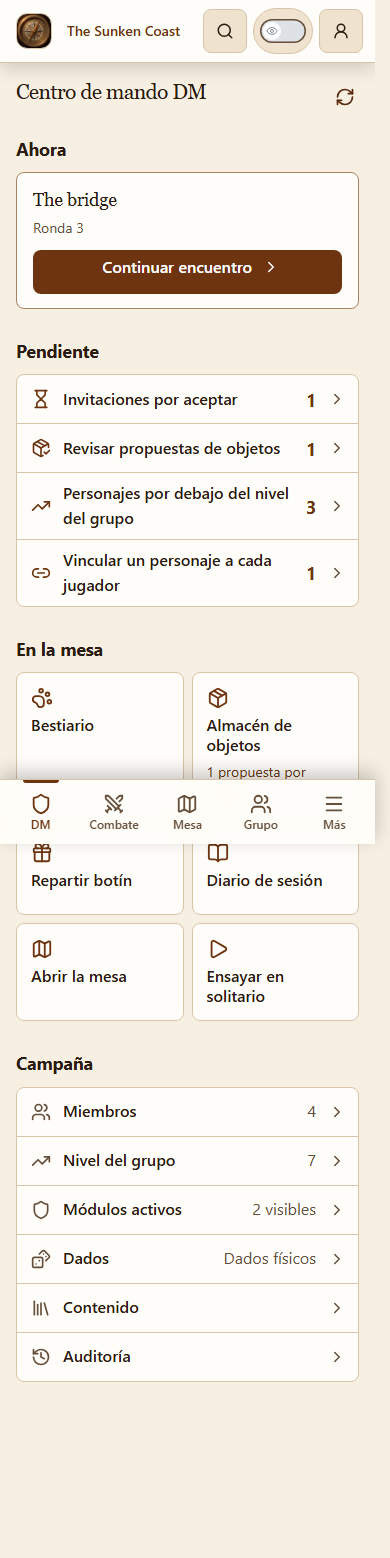 The Sunken Coast
Centro de mando DM
Ahora
The bridge
Ronda 3
Continuar encuentro
Pendiente
Invitaciones por aceptar 1
Revisar propuestas de objetos 1
Personajes por debajo del nivel
del grupo 3
Vincular un personaje a cada
jugador 1
En la mesa
Bestiario
Almacén de
objetos
1 propuesta por
DM Combate Mesa Grupo Más
Repartir botín
Diario de sesión
Abrir la mesa
Ensayar en
solitario
Campaña
Miembros 4
Nivel del grupo 7
Módulos activos 2 visibles
Dados Dados físicos
Contenido
Auditoría